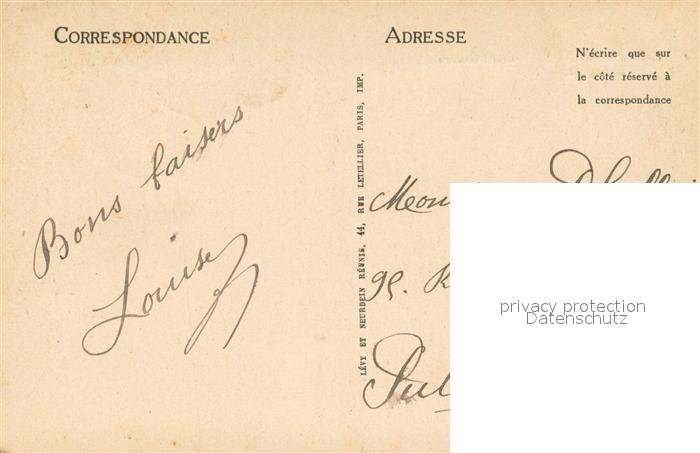 CORRESPONDANCE
ADRESSE
N'écrire que sur
le côté réservé à
la correspondance
Bons baisers
Louise
LÉVY ET NEURDEIN RÉUNIS, 44, RUE LETELLIER, PARIS, IMP.
95. R
privacy protection
Datenschutz